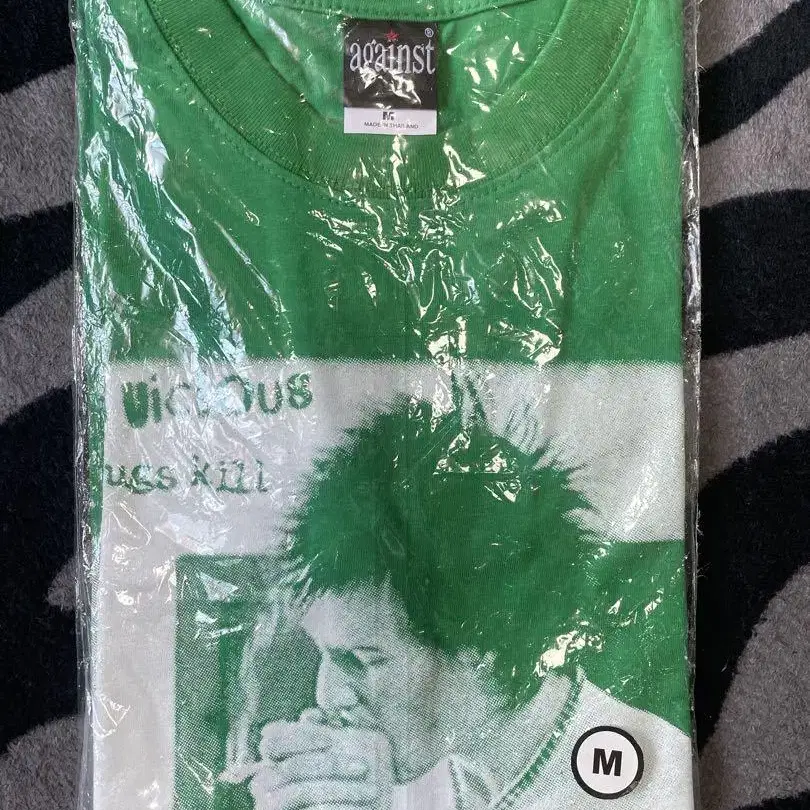 against®
M
MADE IN THAILAND
Vicious
ugs kill
M